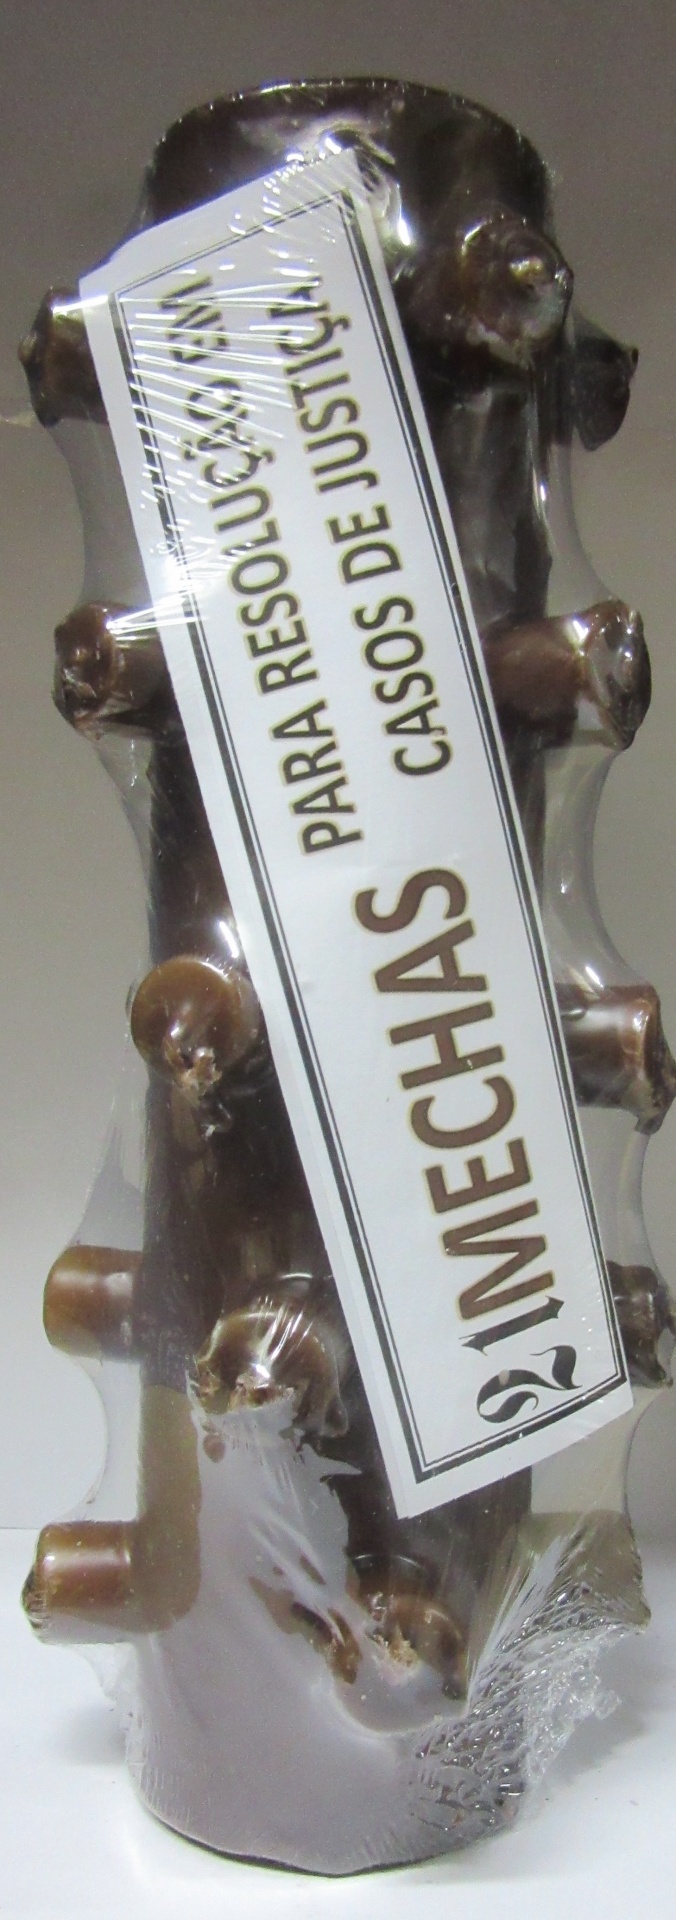 21 MECHAS
PARA RESOLUÇÃO EM
CASOS DE JUSTIÇA